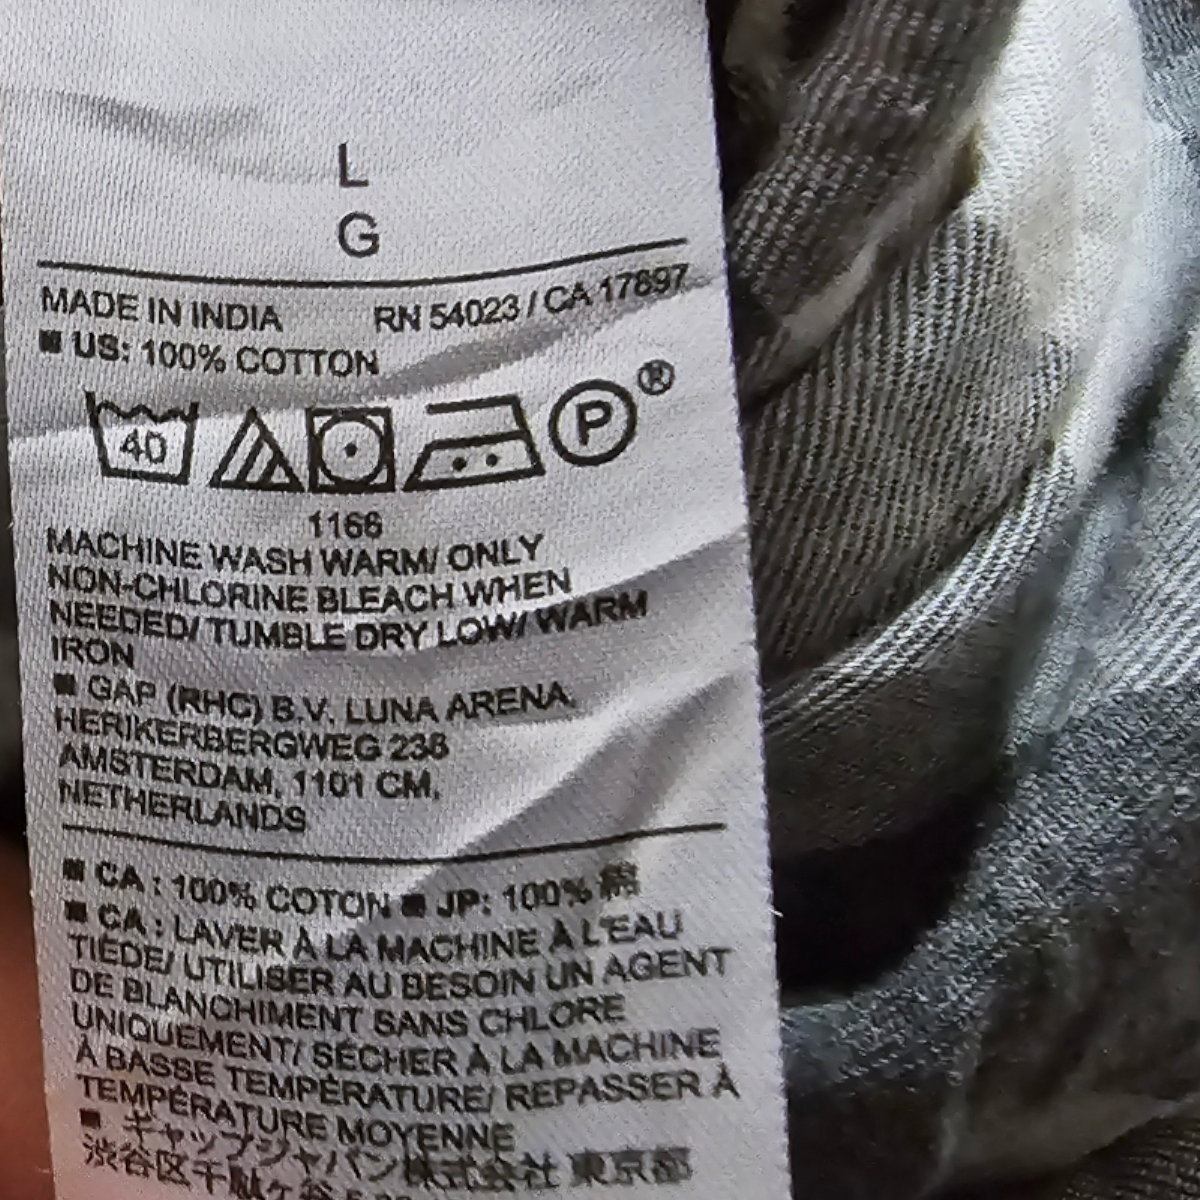 L
G
MADE IN INDIA RN 54023 / CA 17897
■ US: 100% COTTON
40 P ®
1166
MACHINE WASH WARM/ ONLY
NON-CHLORINE BLEACH WHEN
NEEDED/ TUMBLE DRY LOW/ WARM
IRON
■ GAP (RHC) B.V. LUNA ARENA
HERIKERBERGWEG 238
AMSTERDAM, 1101 CM,
NETHERLANDS
■ CA : 100% COTON ■ JP: 100% 綿
■ CA : LAVER À LA MACHINE À L'EAU
TIÈDE/ UTILISER AU BESOIN UN AGENT
DE BLANCHIMENT SANS CHLORE
UNIQUEMENT/ SÉCHER À LA MACHINE
À BASSE TEMPÉRATURE/ REPASSER À
TEMPÉRATURE MOYENNE
■ ギャップジャパン株式会社 東京都
渋谷区千駄ヶ谷